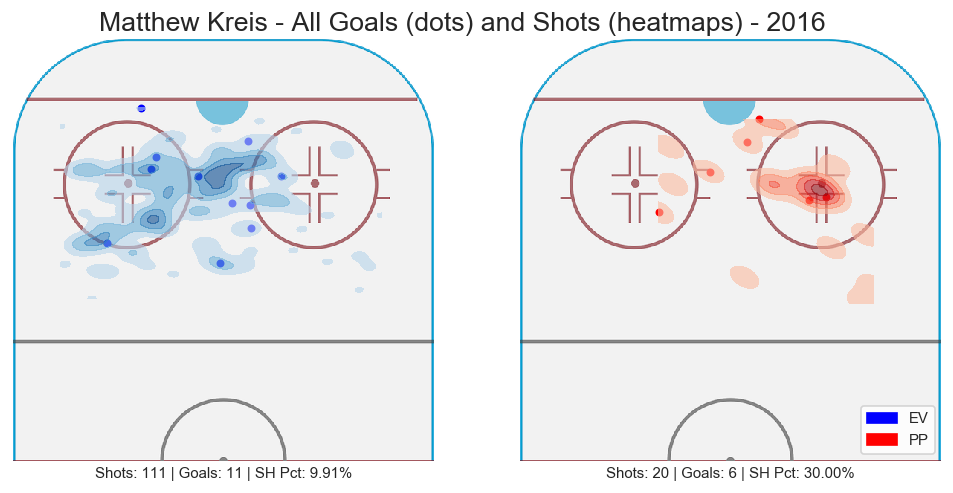 Matthew Kreis - All Goals (dots) and Shots (heatmaps) - 2016
EV
PP
Shots: 111 | Goals: 11 | SH Pct: 9.91%
Shots: 20 | Goals: 6 | SH Pct: 30.00%